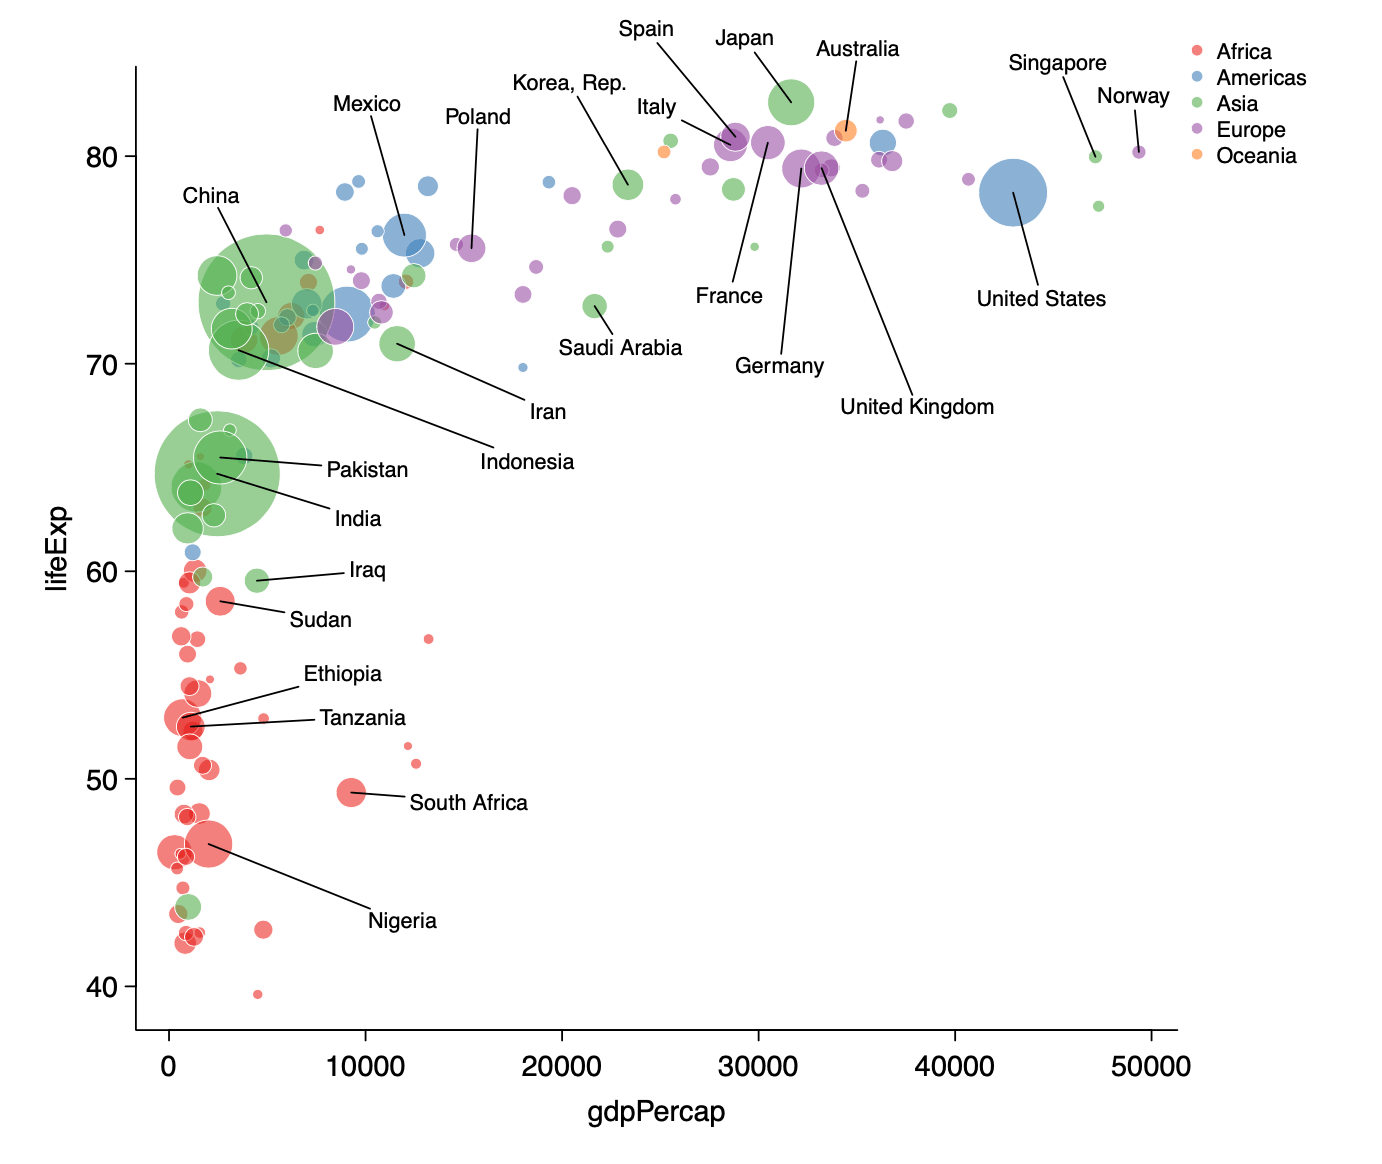 Spain
Japan
Australia
Africa
Singapore
Americas
Korea, Rep.
Mexico
Italy
Norway
Asia
Poland
Europe
Oceania
80
China
France
United States
Saudi Arabia
70
Germany
Iran
United Kingdom
Indonesia
Pakistan
India
lifeExp
60
Iraq
Sudan
Ethiopia
Tanzania
50
South Africa
Nigeria
40
0 10000 20000 30000 40000 50000
gdpPercap